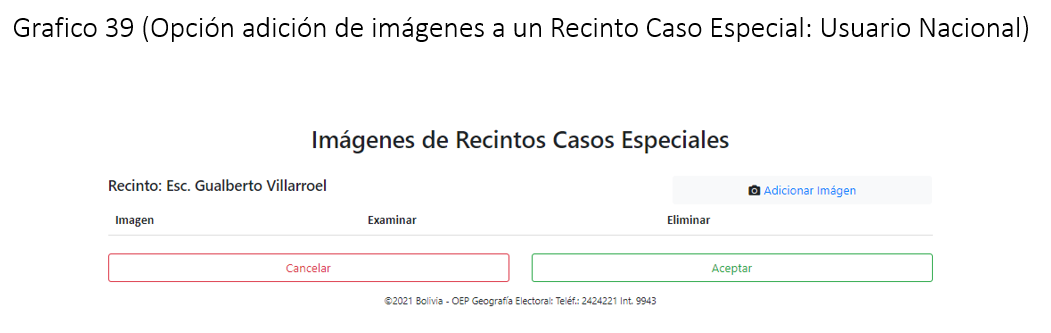 Grafico 39 (Opción adición de imágenes a un Recinto Caso Especial: Usuario Nacional)
Imágenes de Recintos Casos Especiales
Recinto: Esc. Gualberto Villarroel
Adicionar Imágen
Imagen Examinar Eliminar
Cancelar Aceptar
©2021 Bolivia - OEP Geografía Electoral: Teléf.: 2424221 Int. 9943